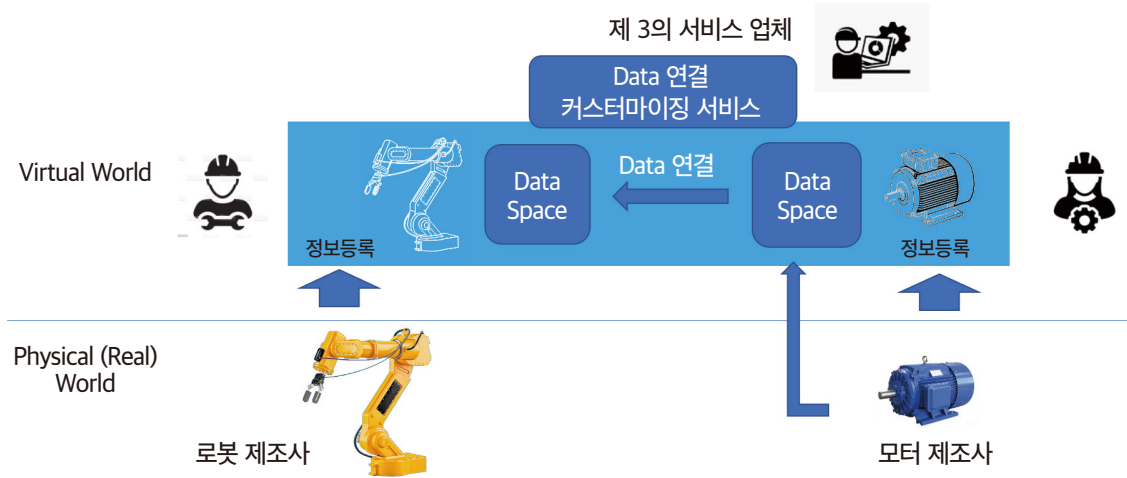 제 3의 서비스 업체
Data 연결
커스터마이징 서비스
Virtual World
Data
Space
Data 연결
Data
Space
정보등록
정보등록
Physical (Real)
World
로봇 제조사
모터 제조사